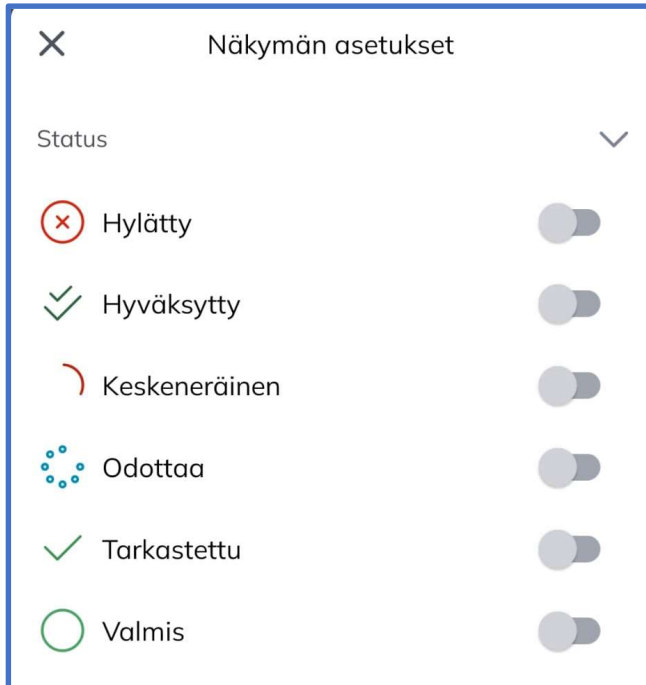 Näkymän asetukset
Status
Hylätty
Hyväksytty
Keskeneräinen
Odottaa
Tarkastettu
Valmis